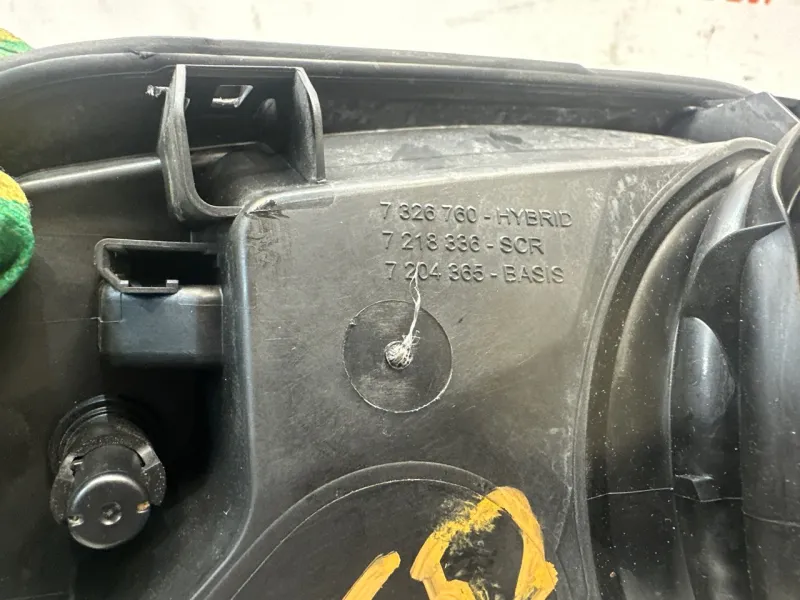 7 326 760 - HYBRID
7 218 336 - SCR
7 204 365 - BASIS